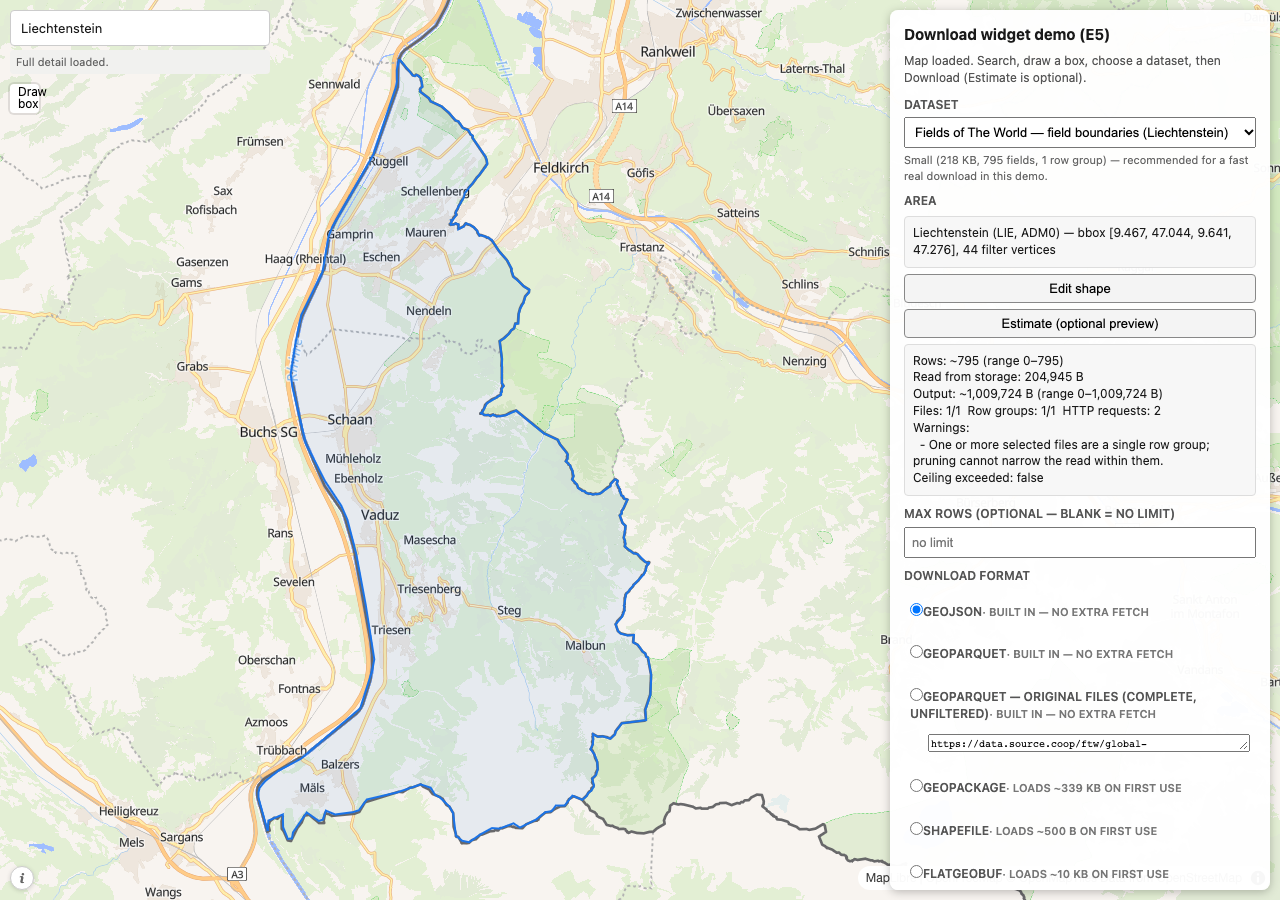 Liechtenstein
Full detail loaded.
Draw
box
Zwischenwasser
Rankweil
Laterns-Thal
Sennwald
A14
Übersaxen
Frümsen
Ruggell
Feldkirch
Göfis
Sax
Schellenberg
A14
Rofisbach
Satteins
Gamprin
Mauren
Frastanz
Schnifis
Gasenzen
Haag (Rheintal)
Eschen
Gams
Schlins
Nendeln
Rhine
Grabs
Nenzing
Schaan
Buchs SG
Mühleholz
Ebenholz
Vaduz
Rans
Masescha
Sevelen
Triesenberg
Steg
Triesen
Malbun
Oberschan
Fontnas
Azmoos
Trübbach
Balzers
Mäls
Heiligkreuz
Mels
Sargans
A3
Wangs
i
Map
Download widget demo (E5)
Map loaded. Search, draw a box, choose a dataset, then
Download (Estimate is optional).
DATASET
Fields of The World — field boundaries (Liechtenstein)
Small (218 KB, 795 fields, 1 row group) — recommended for a fast
real download in this demo.
AREA
Liechtenstein (LIE, ADM0) — bbox [9.467, 47.044, 9.641,
47.276], 44 filter vertices
Edit shape
Estimate (optional preview)
Rows: ~795 (range 0–795)
Read from storage: 204,945 B
Output: ~1,009,724 B (range 0–1,009,724 B)
Files: 1/1 Row groups: 1/1 HTTP requests: 2
Warnings:
- One or more selected files are a single row group;
pruning cannot narrow the read within them.
Ceiling exceeded: false
MAX ROWS (OPTIONAL — BLANK = NO LIMIT)
no limit
DOWNLOAD FORMAT
GEOJSON· BUILT IN — NO EXTRA FETCH
GEOPARQUET· BUILT IN — NO EXTRA FETCH
GEOPARQUET — ORIGINAL FILES (COMPLETE,
UNFILTERED)· BUILT IN — NO EXTRA FETCH
https://data.source.coop/ftw/global-
GEOPACKAGE· LOADS ~339 KB ON FIRST USE
SHAPEFILE· LOADS ~500 B ON FIRST USE
FLATGEOBUF· LOADS ~10 KB ON FIRST USE